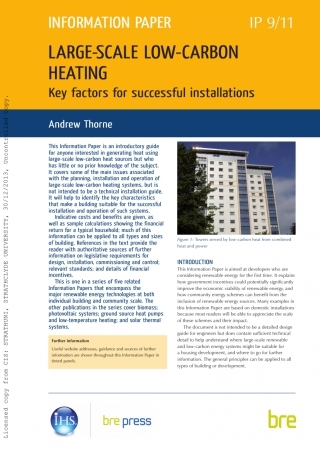 INFORMATION PAPER
IP 9/11
LARGE-SCALE LOW-CARBON
HEATING
Key factors for successful installations
Andrew Thorne
This Information Paper is an introductory guide
for anyone interested in generating heat using
large-scale low-carbon heat sources but who
has little or no prior knowledge of the subject.
It covers some of the main issues associated
with the planning, installation and operation of
large-scale low-carbon heating systems, but is
not intended to be a technical installation guide.
It will help to identify the key characteristics
that make a building suitable for the successful
installation and operation of such systems.
Indicative costs and benefits are given, as
well as sample calculations showing the financial
return for a typical household; much of this
information can be applied to all types and sizes
of building. References in the text provide the
reader with authoritative sources of further
information on legislative requirements for
design, installation, commissioning and control;
relevant standards; and details of financial
incentives.
This is one in a series of five related
Information Papers that encompass the
major renewable energy technologies at both
individual building and community scale. The
other publications in the series cover biomass;
photovoltaic systems; ground source heat pumps
and low-temperature heating; and solar thermal
systems.
Further information
Useful website addresses, guidance and sources of further
information are shown throughout this Information Paper in
tinted panels.
Figure 1: Towers served by low-carbon heat from combined
heat and power
INTRODUCTION
This Information Paper is aimed at developers who are
considering renewable energy for the first time. It explains
how government incentives could potentially significantly
improve the economic viability of renewable energy, and
how community energy schemes can benefit from the
inclusion of renewable energy sources. Many examples in
this Information Paper are based on domestic installations
because most readers will be able to appreciate the scale
of these schemes and their impact.
The document is not intended to be a detailed design
guide for engineers but does contain sufficient technical
detail to help understand where large-scale renewable
and low-carbon energy systems might be suitable for
a housing development, and where to go for further
information. The general principles can be applied to all
types of building or development.
IHS
bre press
bre
Licensed copy from CIS: STRATHUNI, STRATHCLYDE UNIVERSITY, 30/12/2013, Uncontrolled Copy.